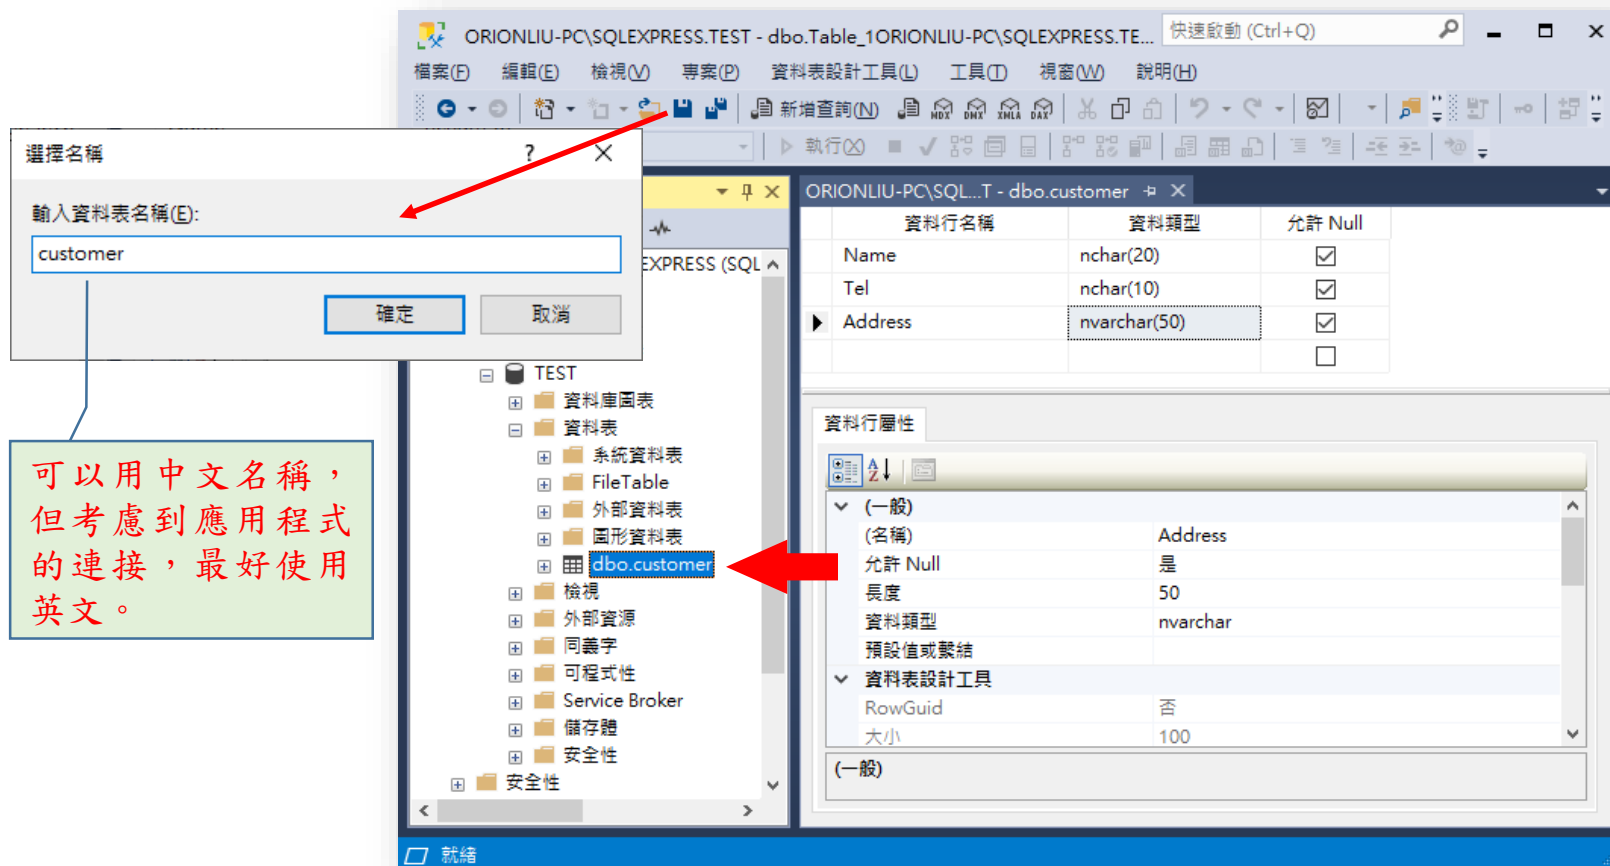 ORIONLIU-PC\SQLEXPRESS.TEST - dbo.Table_1ORIONLIU-PC\SQLEXPRESS.TE...
快速啟動 (Ctrl+Q)
檔案(F) 編輯(E) 檢視(V) 專案(P) 資料表設計工具(L) 工具(T) 視窗(W) 說明(H)
新增查詢(N)
MDX DMX XMLA DAX
執行(X)
選擇名稱
輸入資料表名稱(E):
customer
確定 取消
可以用中文名稱，
但考慮到應用程式
的連接，最好使用
英文。
EXPRESS (SQL
TEST
資料庫圖表
資料表
系統資料表
FileTable
外部資料表
圖形資料表
dbo.customer
檢視
外部資源
同義字
可程式性
Service Broker
儲存體
安全性
安全性
ORIONLIU-PC\SQL...T - dbo.customer
資料行名稱 資料類型 允許 Null
Name nchar(20)
Tel nchar(10)
Address nvarchar(50)
資料行屬性
(一般)
(名稱) Address
允許 Null 是
長度 50
資料類型 nvarchar
預設值或繫結
資料表設計工具
RowGuid 否
大小 100
(一般)
就緒